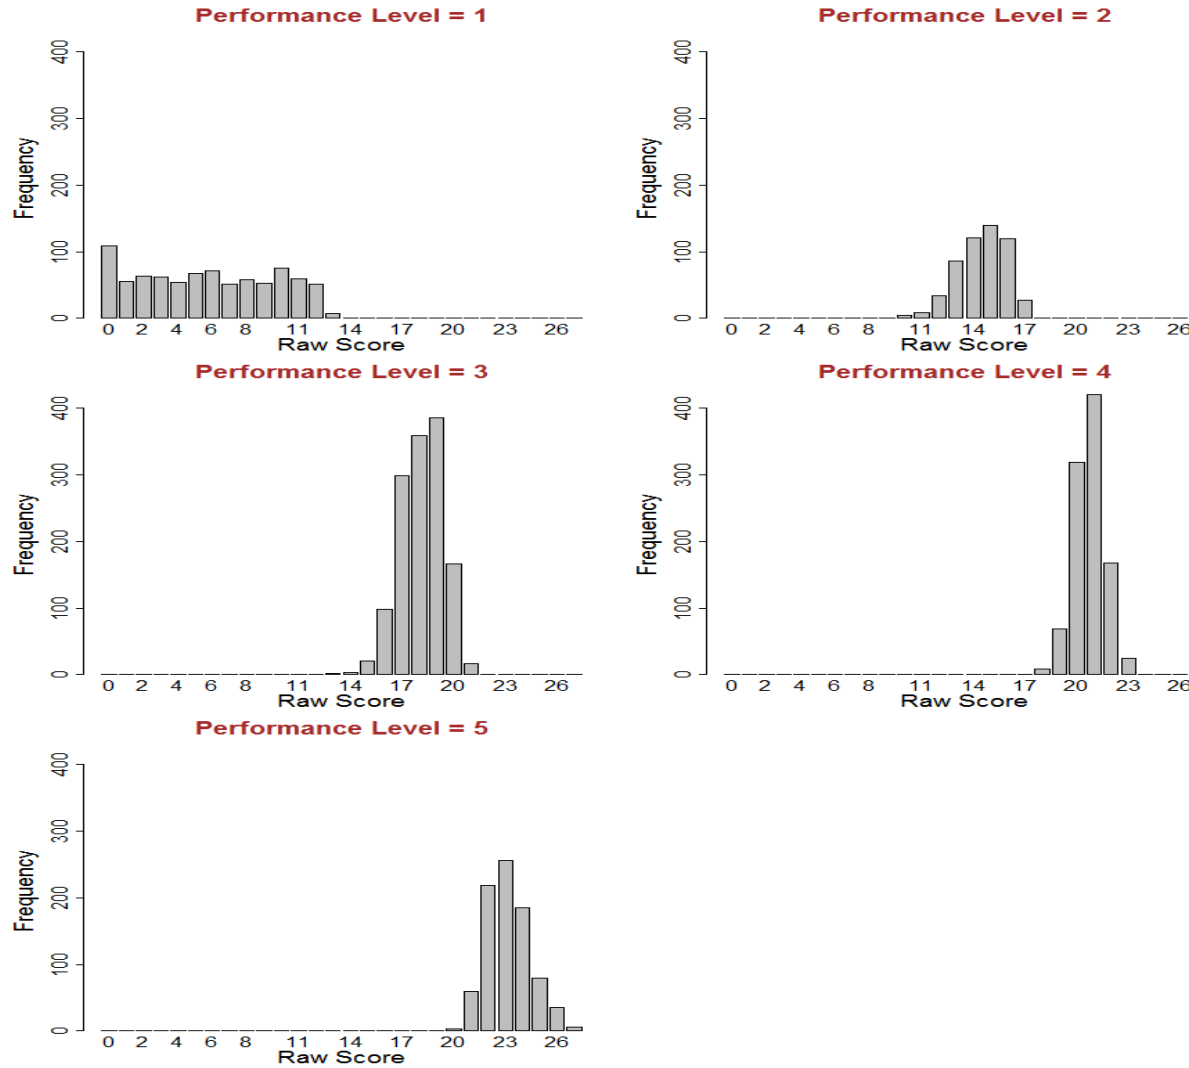 Performance Level = 1
400
300
200
100
0
Frequency
0 2 4 6 8 11 14 17 20 23 26
Raw Score
Performance Level = 2
400
300
200
100
0
Frequency
0 2 4 6 8 11 14 17 20 23 26
Raw Score
Performance Level = 3
400
300
200
100
0
Frequency
0 2 4 6 8 11 14 17 20 23 26
Raw Score
Performance Level = 4
400
300
200
100
0
Frequency
0 2 4 6 8 11 14 17 20 23 26
Raw Score
Performance Level = 5
400
300
200
100
0
Frequency
0 2 4 6 8 11 14 17 20 23 26
Raw Score